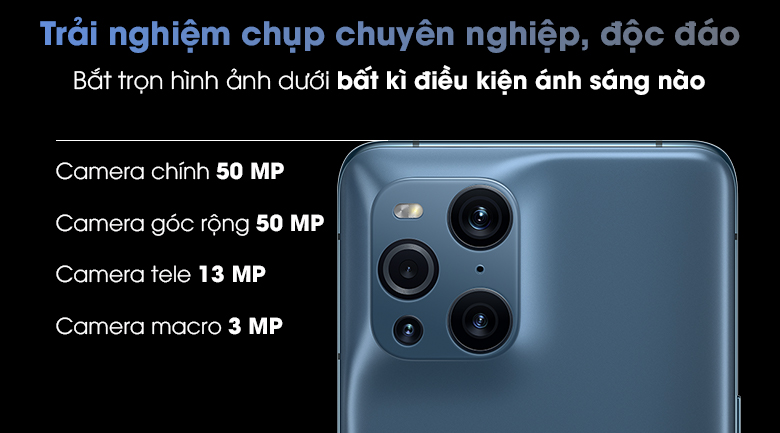 Trải nghiệm chụp chuyên nghiệp, độc đáo
Bắt trọn hình ảnh dưới bất kì điều kiện ánh sáng nào
Camera chính 50 MP
Camera góc rộng 50 MP
Camera tele 13 MP
Camera macro 3 MP